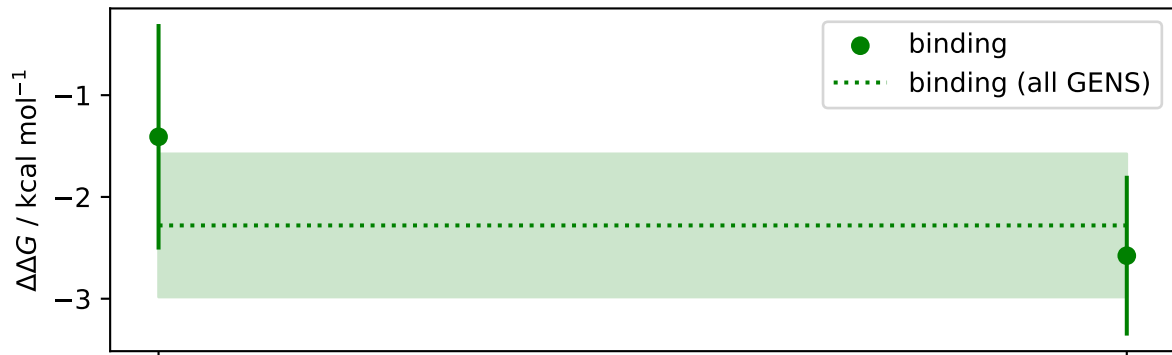 binding
binding (all GENS)
ΔΔG / kcal mol⁻¹
−1
−2
−3